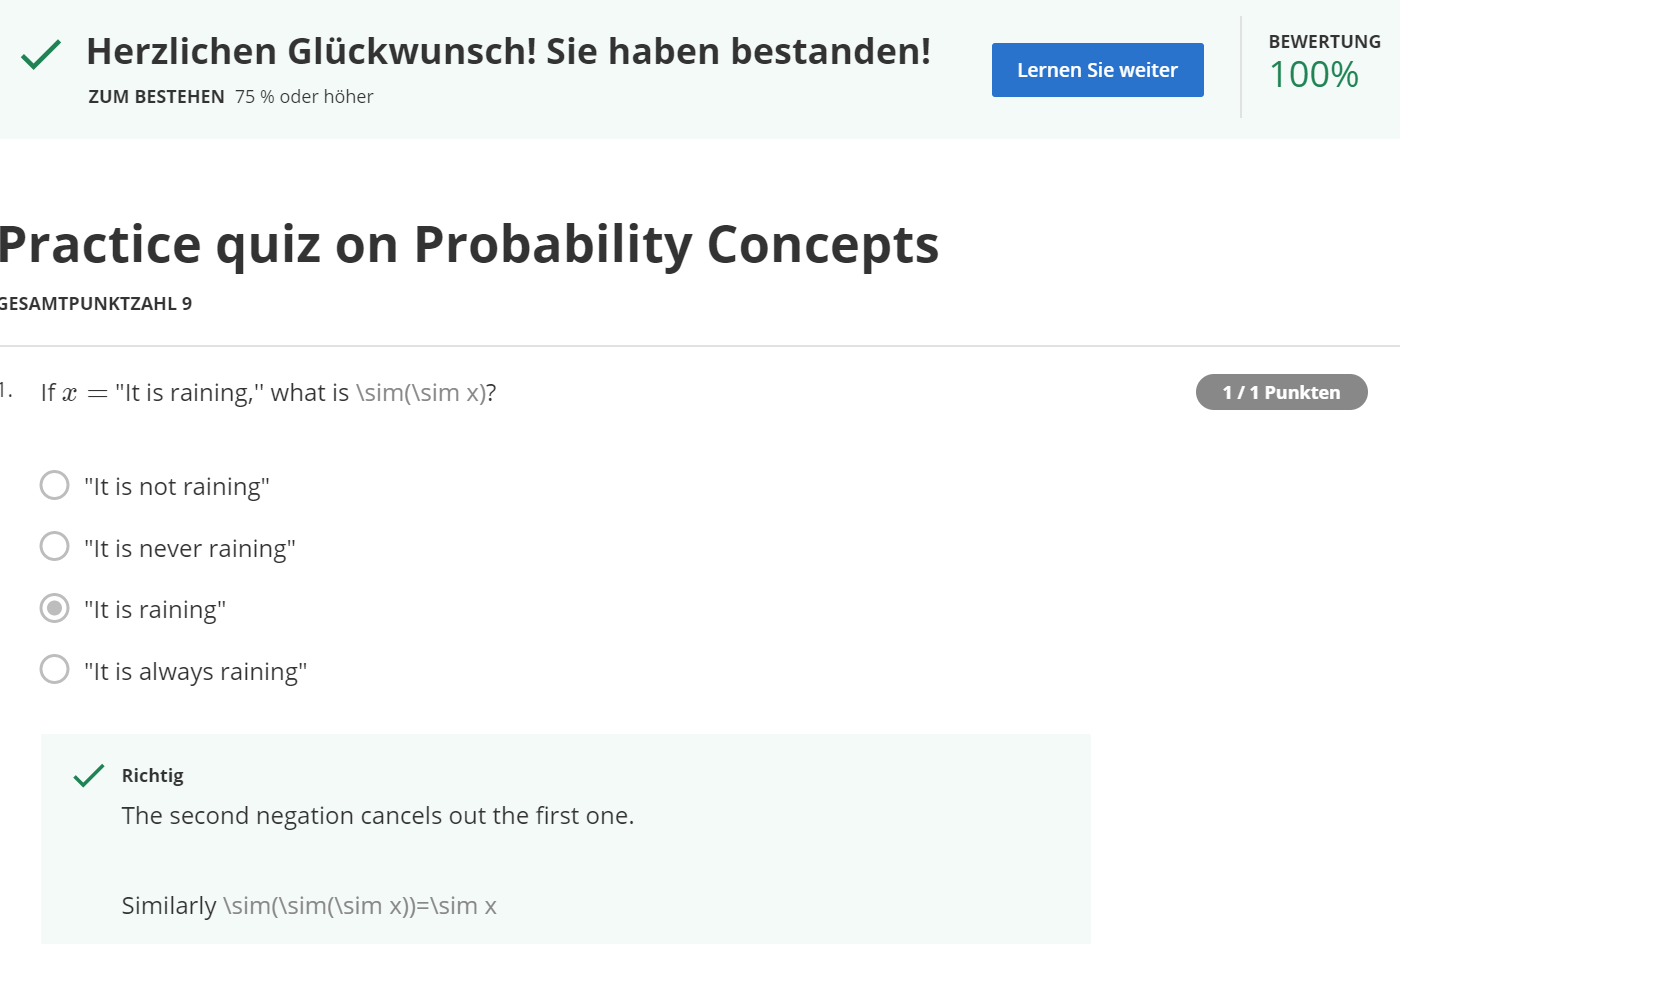 Herzlichen Glückwunsch! Sie haben bestanden!
ZUM BESTEHEN 75 % oder höher
Lernen Sie weiter
BEWERTUNG
100%
Practice quiz on Probability Concepts
GESAMTPUNKTZAHL 9
1. If x = "It is raining,'' what is \sim(\sim x)?
1 / 1 Punkten
"It is not raining"
"It is never raining"
"It is raining"
"It is always raining"
Richtig
The second negation cancels out the first one.
Similarly \sim(\sim(\sim x))=\sim x